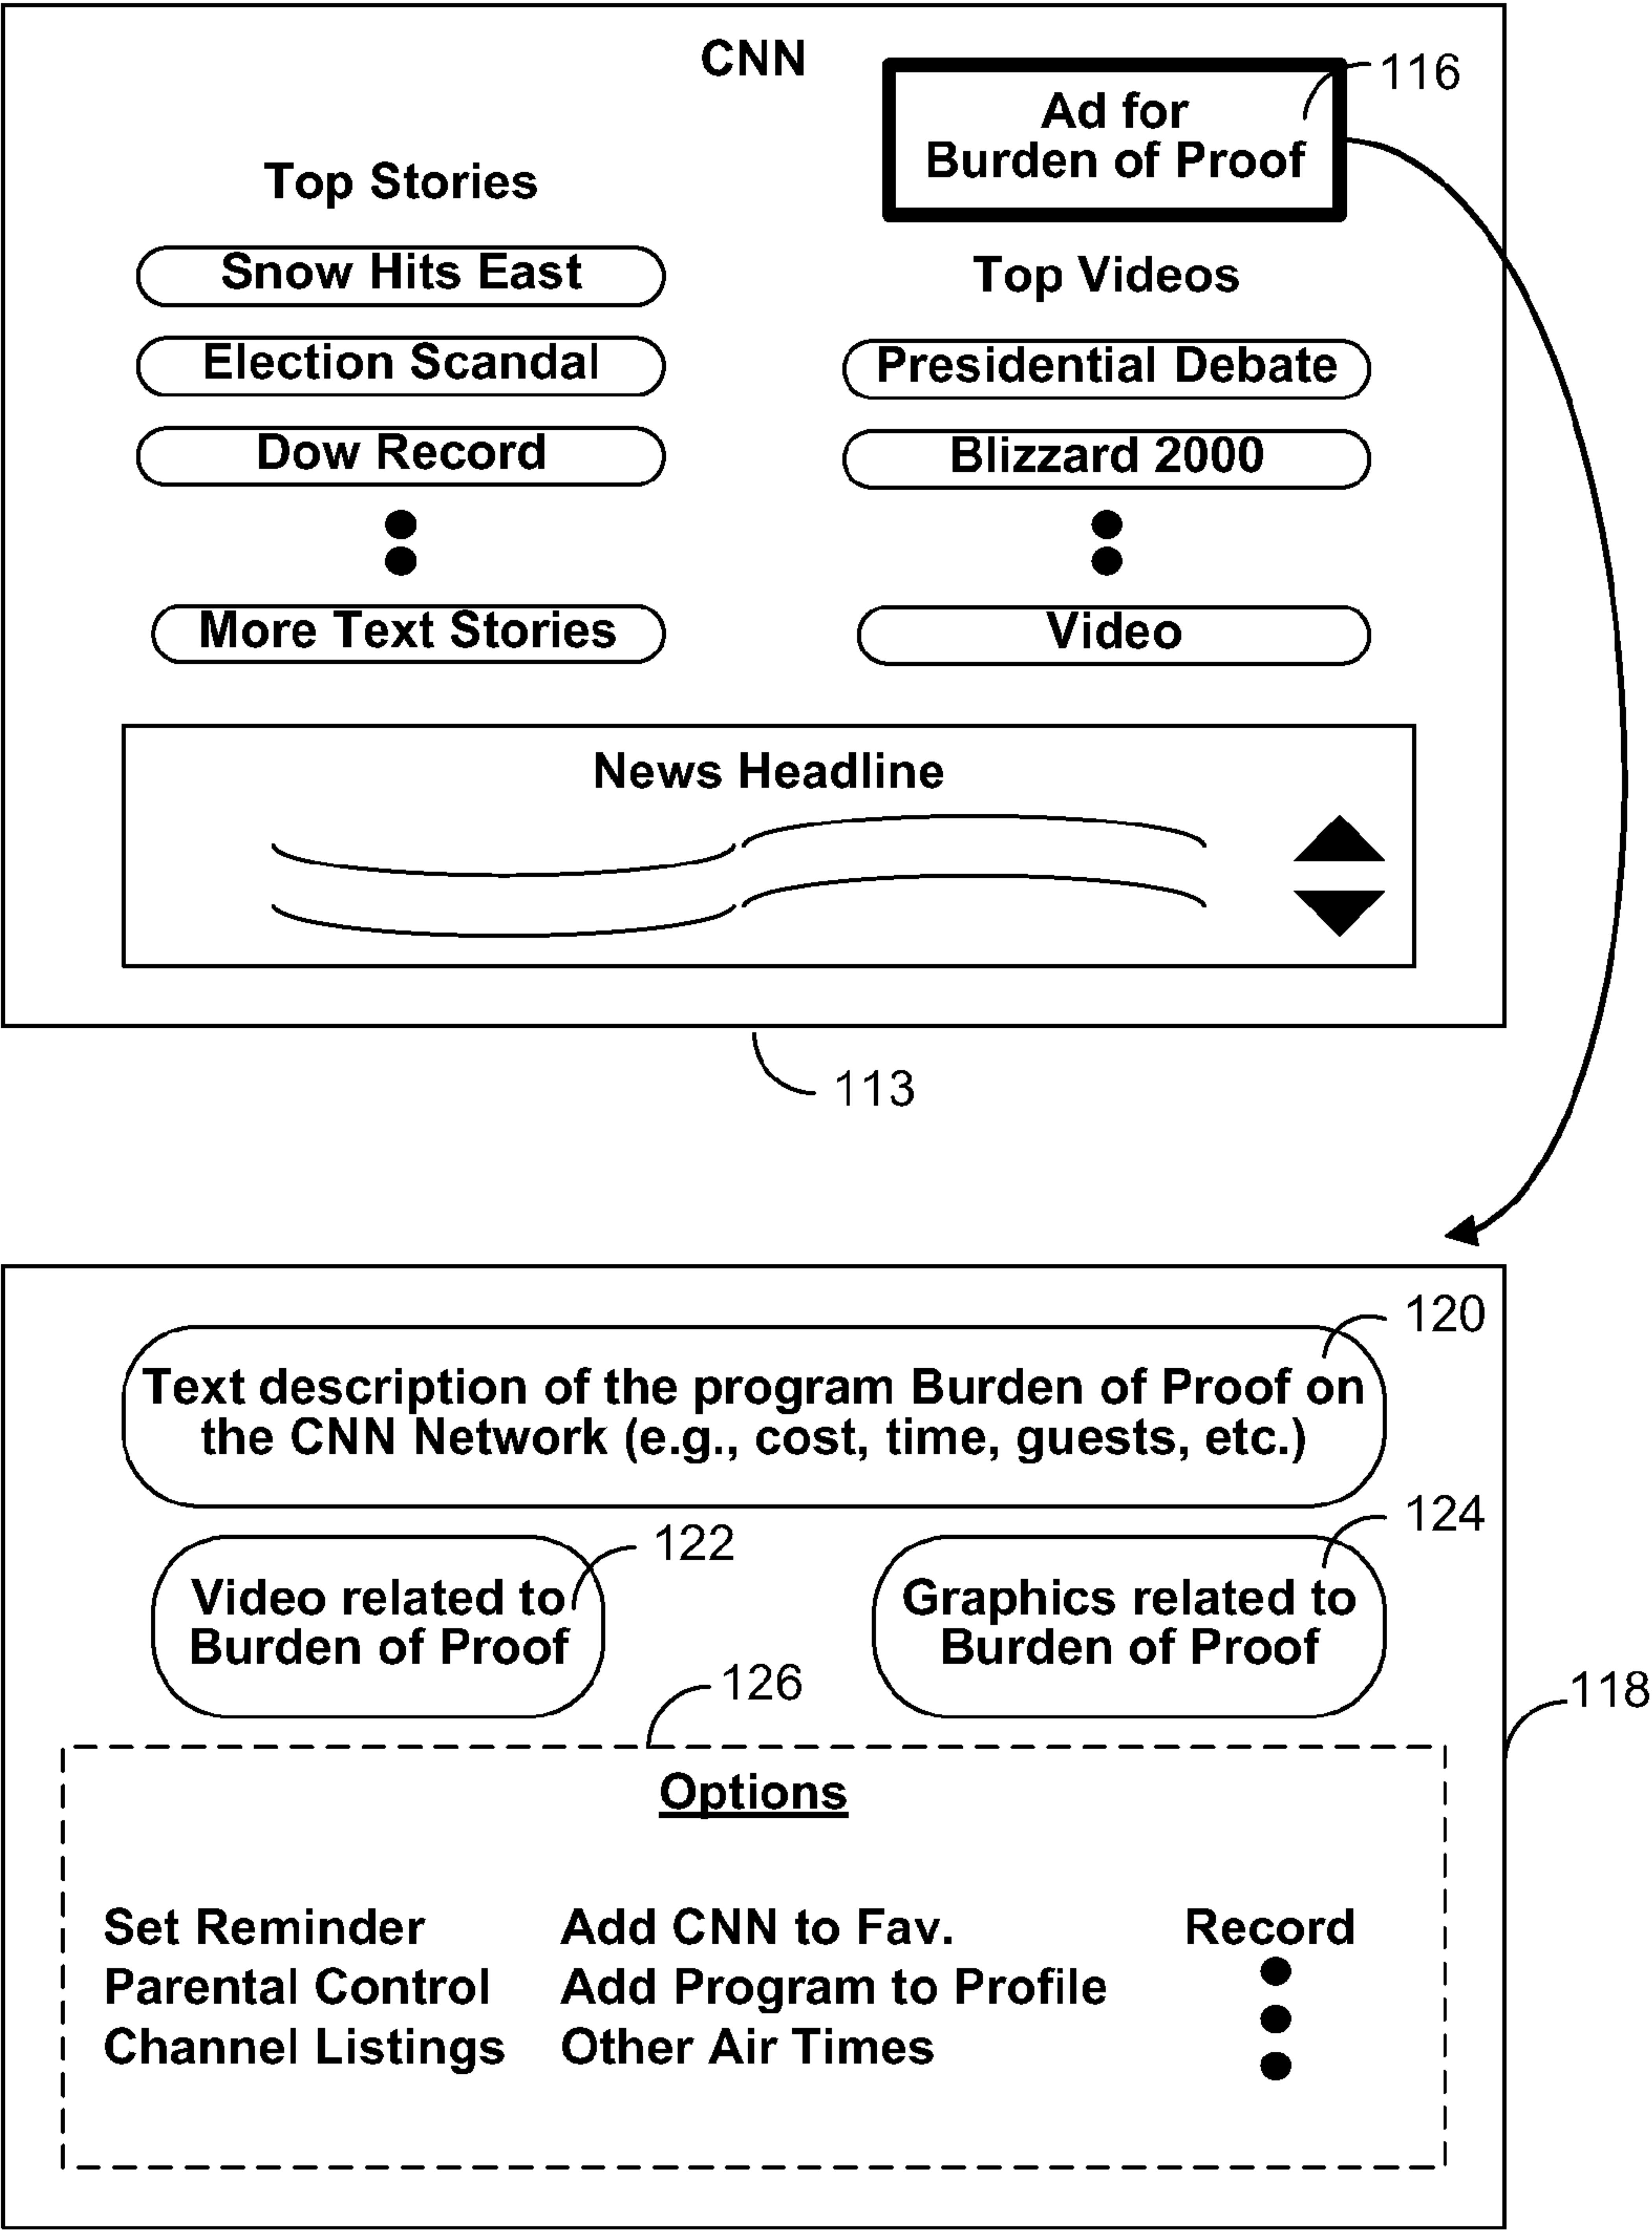 CNN
116
Ad for
Burden of Proof
Top Stories
Snow Hits East
Election Scandal
Dow Record
More Text Stories
Top Videos
Presidential Debate
Blizzard 2000
Video
News Headline
113
120
Text description of the program Burden of Proof on
the CNN Network (e.g., cost, time, guests, etc.)
122
Video related to
Burden of Proof
124
Graphics related to
Burden of Proof
126
118
Options
Set Reminder
Parental Control
Channel Listings
Add CNN to Fav.
Add Program to Profile
Other Air Times
Record